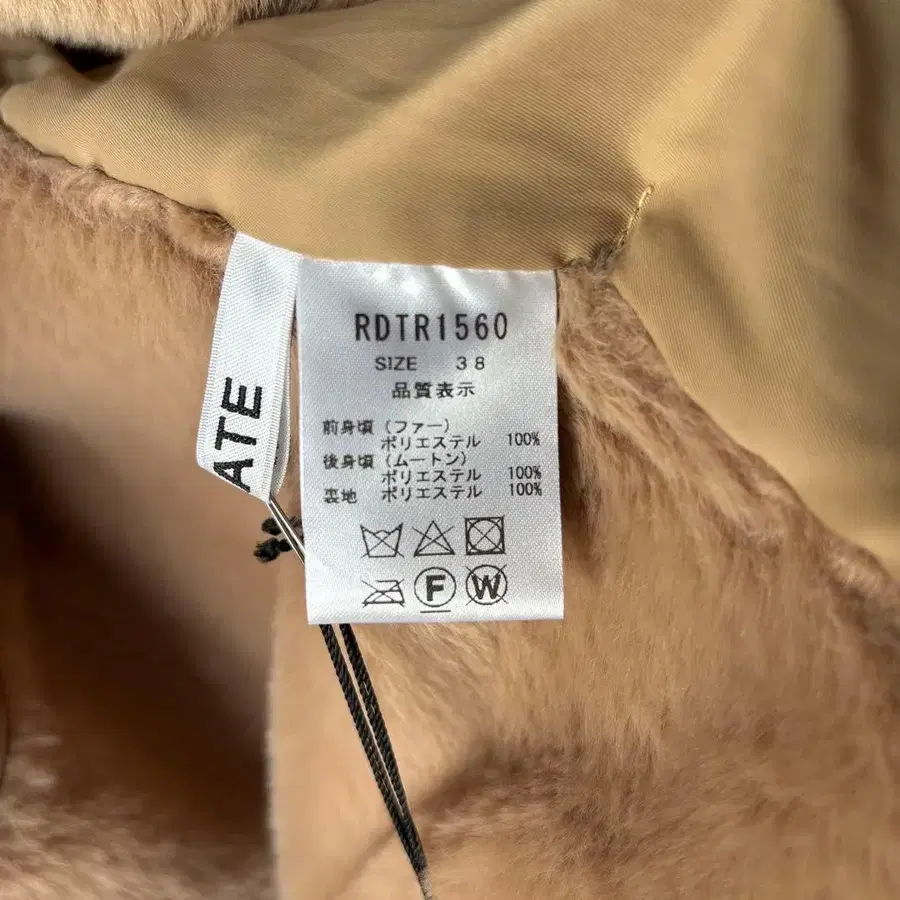 RDTR1560
SIZE 38
品質表示
前身頃（ファー）
ポリエステル 100%
後身頃（ムートン）
ポリエステル 100%
裏地 ポリエステル 100%
F W
ATE